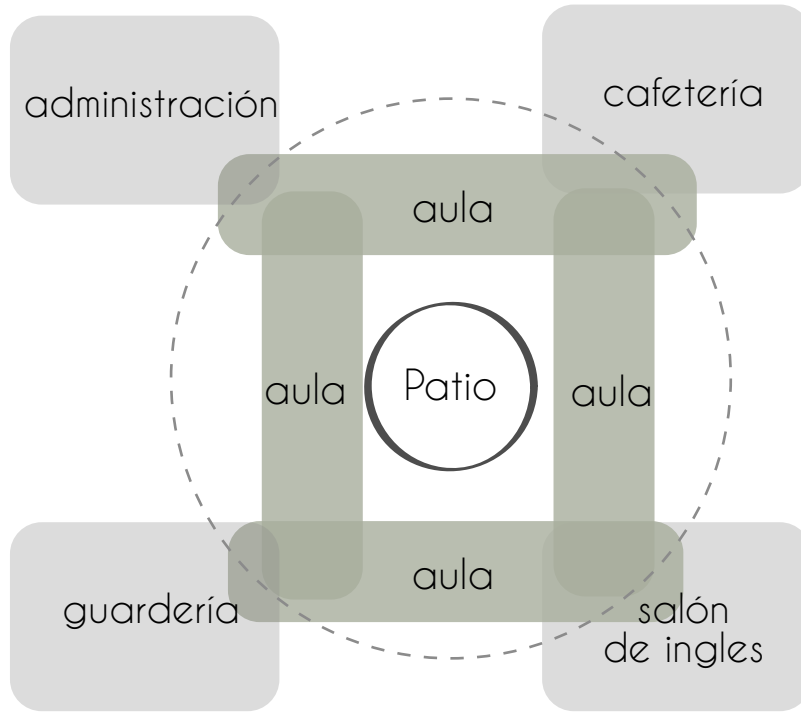 administración
cafetería
aula
aula
Patio
aula
aula
guardería
salón
de ingles